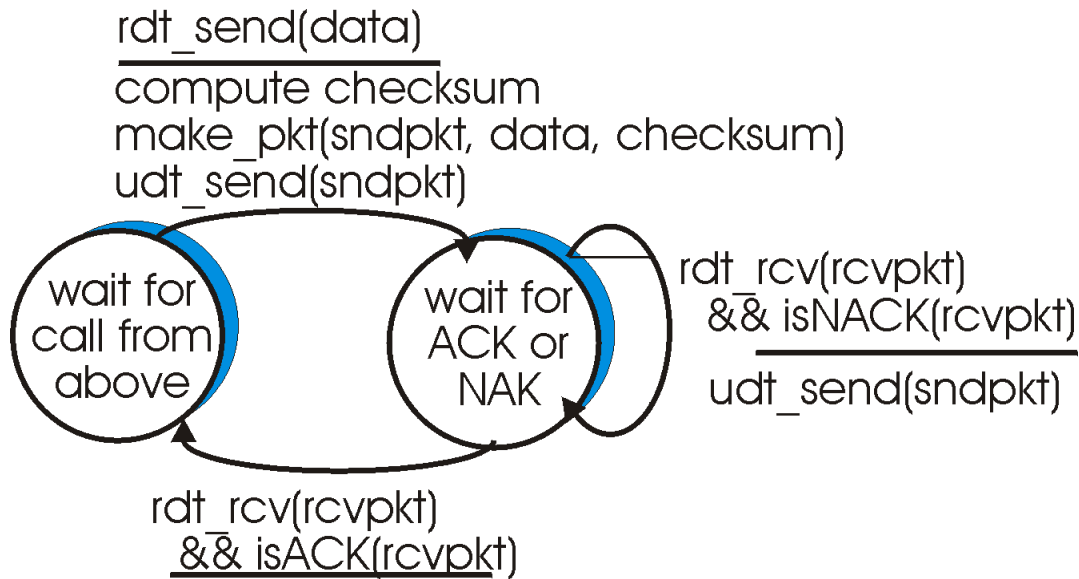 rdt_send(data)
compute checksum
make_pkt(sndpkt, data, checksum)
udt_send(sndpkt)
wait for
call from
above
wait for
ACK or
NAK
rdt_rcv(rcvpkt)
&& isNACK(rcvpkt)
udt_send(sndpkt)
rdt_rcv(rcvpkt)
&& isACK(rcvpkt)